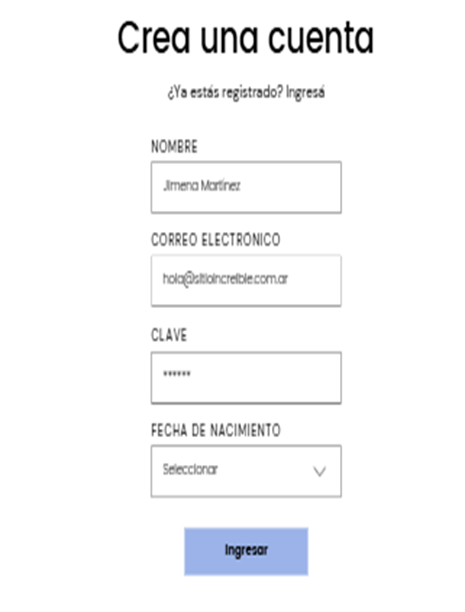 Crea una cuenta
¿Ya estás registrado? Ingresá
NOMBRE
Jimena Martínez
CORREO ELECTRÓNICO
hola@sitioincreible.com.ar
CLAVE
******
FECHA DE NACIMIENTO
Seleccionar
Ingresar